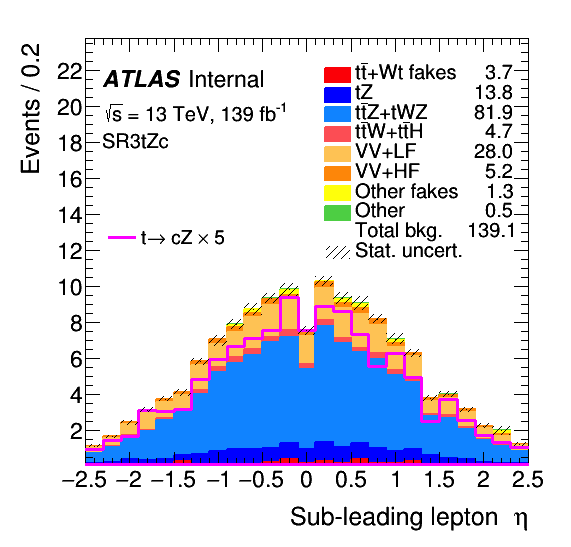 Events / 0.2
22
20
18
16
14
12
10
8
6
4
2
ATLAS Internal
√s = 13 TeV, 139 fb⁻¹
SR3tZc
t→ cZ × 5
tt̄+Wt fakes 3.7
tZ 13.8
tt̄Z+tWZ 81.9
tt̄W+tt̄H 4.7
VV+LF 28.0
VV+HF 5.2
Other fakes 1.3
Other 0.5
Total bkg. 139.1
Stat. uncert.
−2.5 −2 −1.5 −1 −0.5 0 0.5 1 1.5 2 2.5
Sub-leading lepton η